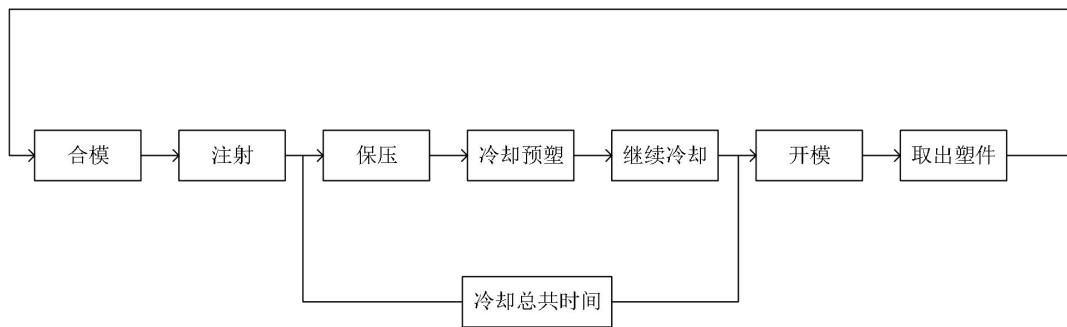 合模
注射
保压
冷却预塑
继续冷却
开模
取出塑件
冷却总共时间